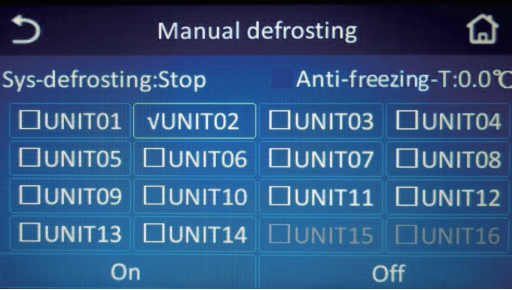 Manual defrosting
Sys-defrosting:Stop Anti-freezing-T:0.0℃
☐UNIT01 √UNIT02 ☐UNIT03 ☐UNIT04
☐UNIT05 ☐UNIT06 ☐UNIT07 ☐UNIT08
☐UNIT09 ☐UNIT10 ☐UNIT11 ☐UNIT12
☐UNIT13 ☐UNIT14 ☐UNIT15 ☐UNIT16
On Off